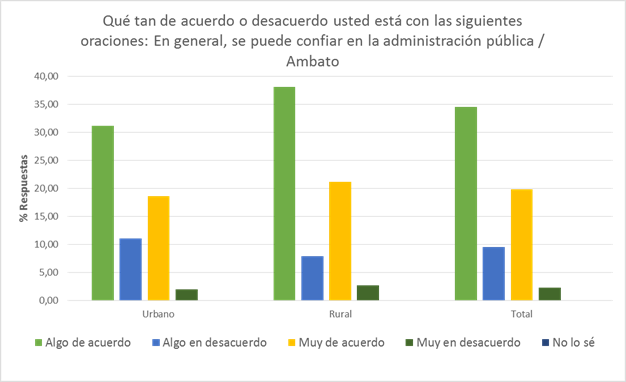 Qué tan de acuerdo o desacuerdo usted está con las siguientes
oraciones: En general, se puede confiar en la administración pública /
Ambato
40,00
35,00
30,00
25,00
20,00
15,00
10,00
5,00
0,00
% Respuestas
Urbano
Rural
Total
Algo de acuerdo
Algo en desacuerdo
Muy de acuerdo
Muy en desacuerdo
No lo sé